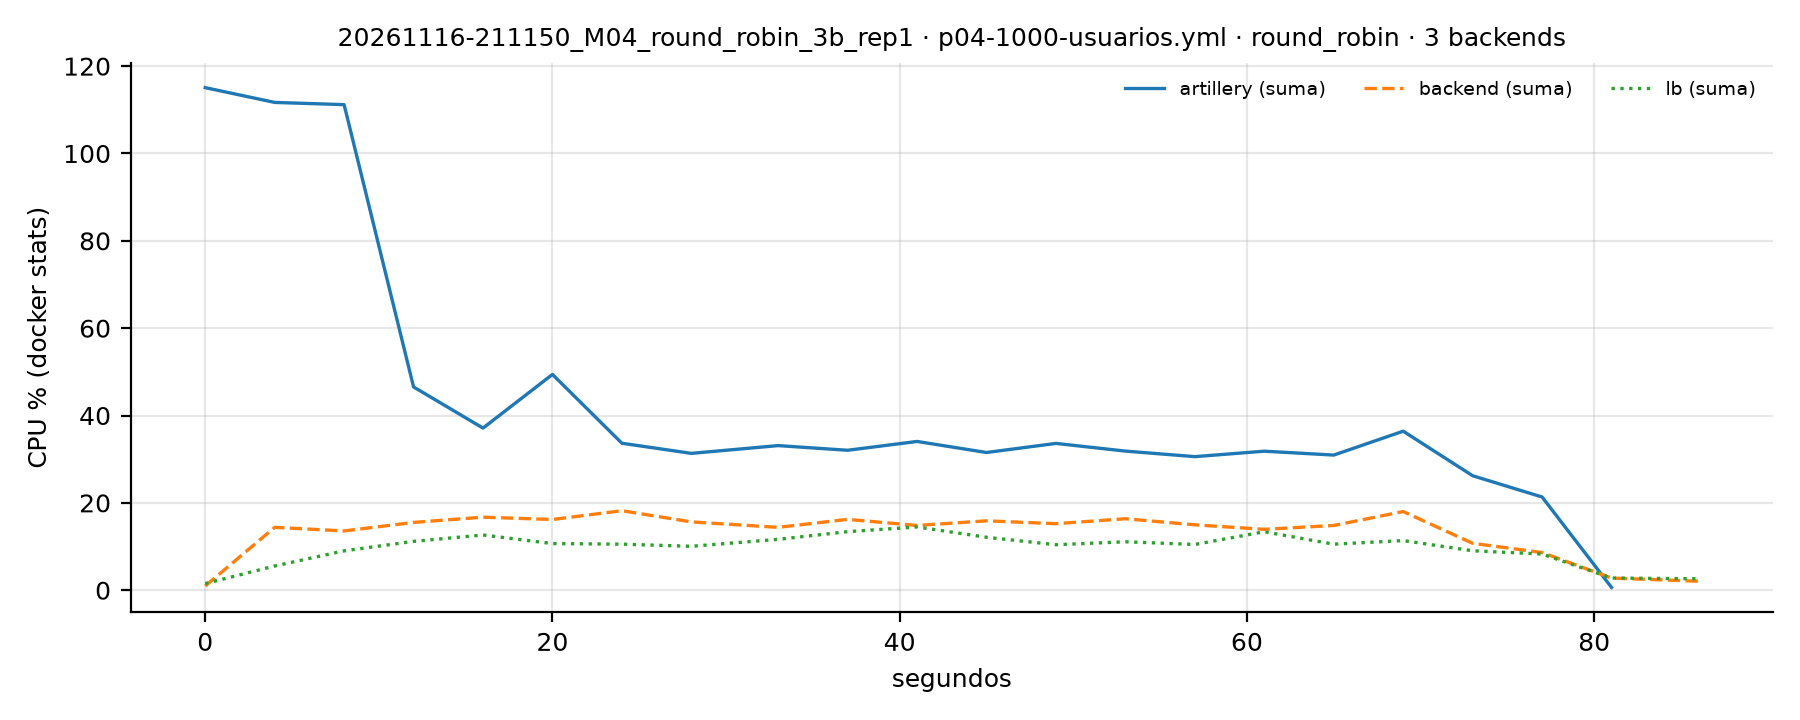 20261116-211150_M04_round_robin_3b_rep1 · p04-1000-usuarios.yml · round_robin · 3 backends
artillery (suma) backend (suma) lb (suma)
CPU % (docker stats)
120
100
80
60
40
20
0
0 20 40 60 80
segundos